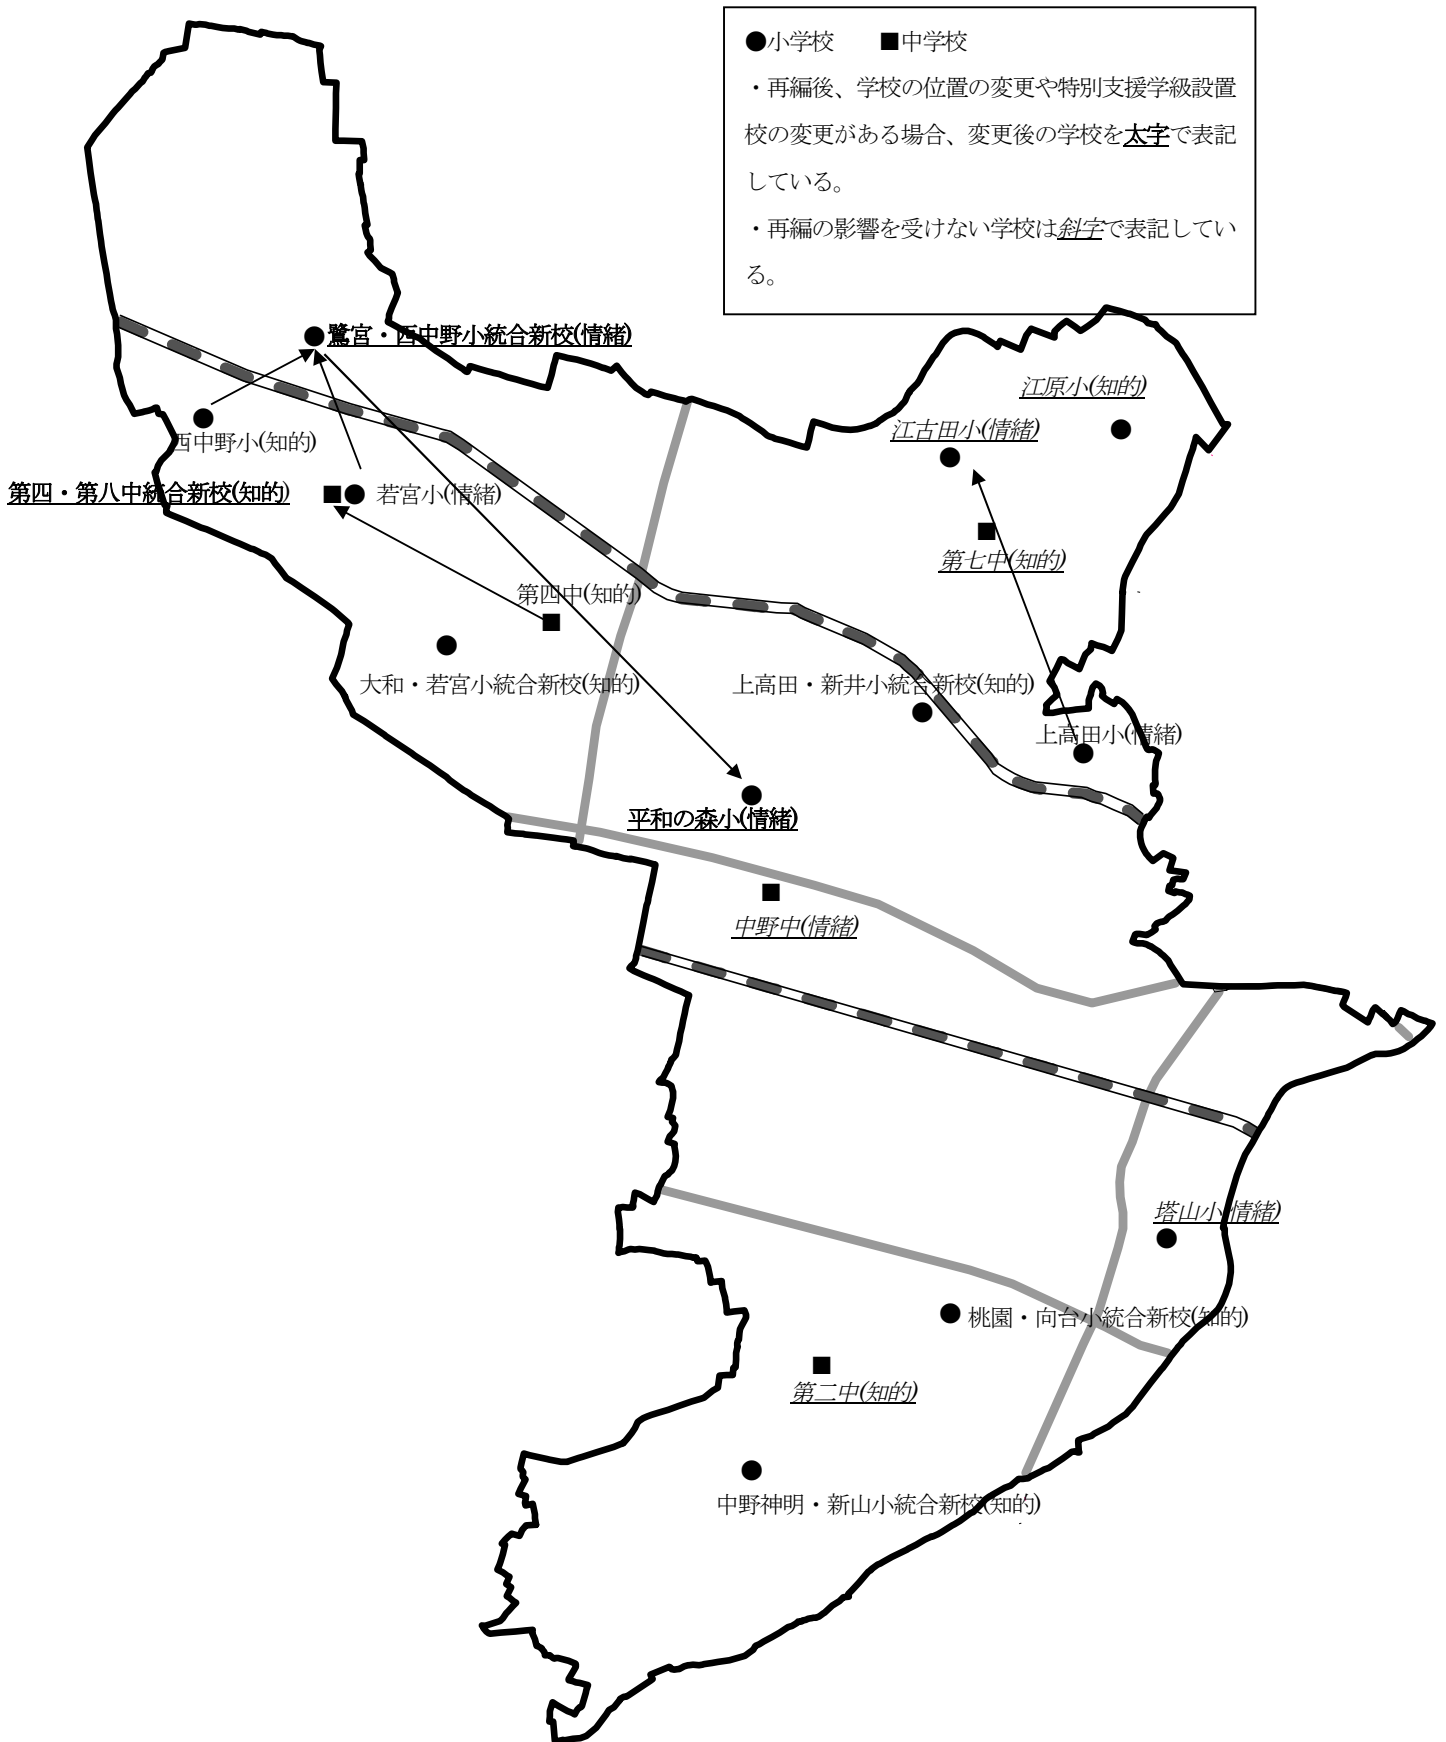 ●小学校　　■中学校
・再編後、学校の位置の変更や特別支援学級設置
校の変更がある場合、変更後の学校を太字で表記
している。
・再編の影響を受けない学校は斜字で表記してい
る。
鷺宮・西中野小統合新校(情緒)
江原小(知的)
江古田小(情緒)
西中野小(知的)
第四・第八中統合新校(知的)
若宮小(情緒)
第七中(知的)
第四中(知的)
大和・若宮小統合新校(知的)
上高田・新井小統合新校(知的)
上高田小(情緒)
平和の森小(情緒)
中野中(情緒)
塔山小(情緒)
桃園・向台小統合新校(知的)
第二中(知的)
中野神明・新山小統合新校(知的)